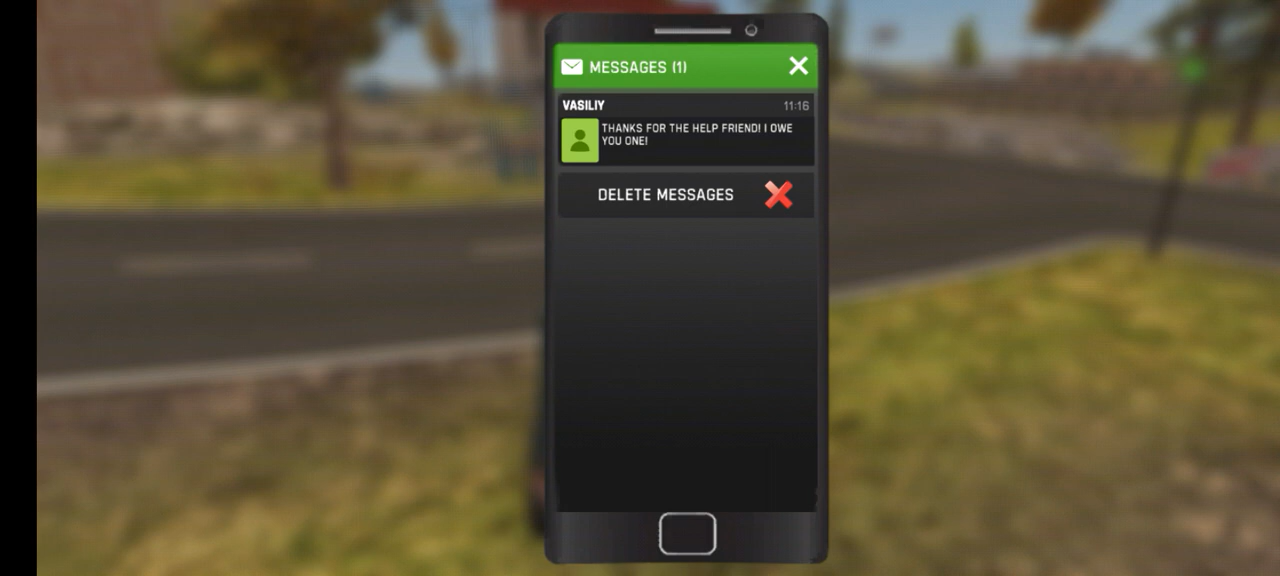 MESSAGES (1)
VASILIY 11:16
THANKS FOR THE HELP FRIEND! I OWE
YOU ONE!
DELETE MESSAGES